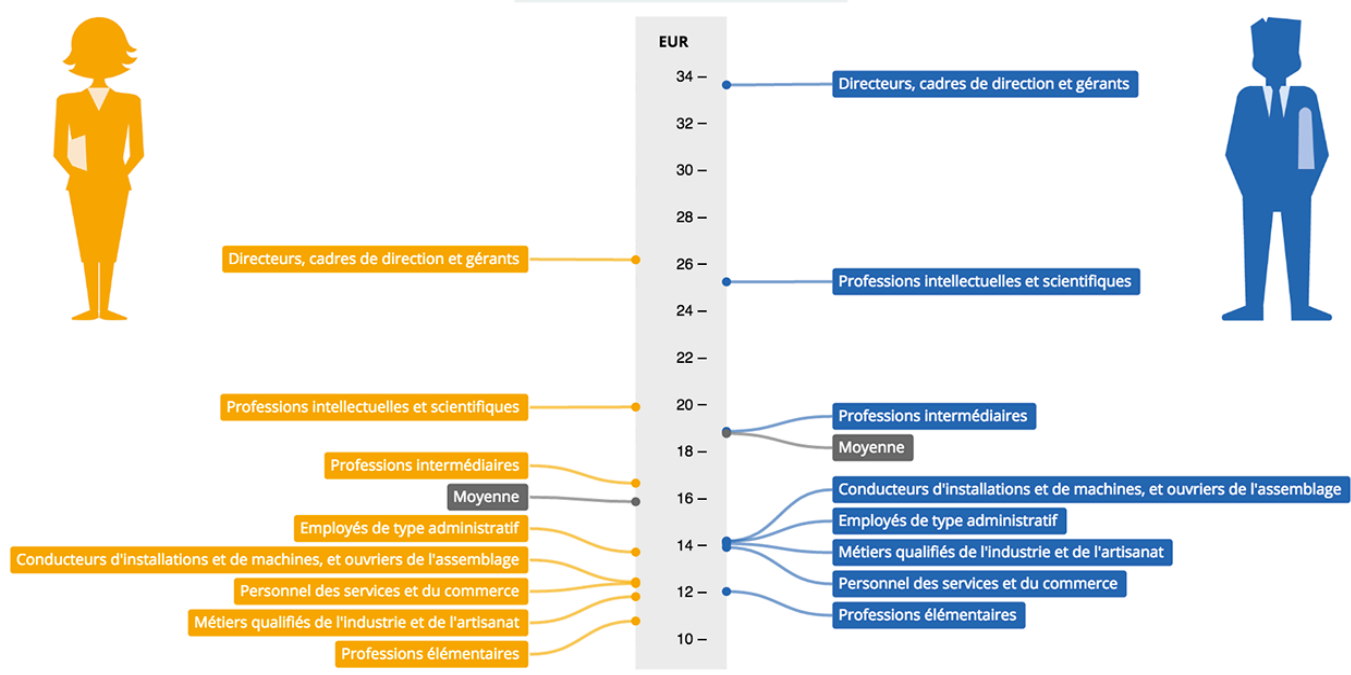 EUR
34 –
32 –
30 –
28 –
26 –
24 –
22 –
20 –
18 –
16 –
14 –
12 –
10 –
Directeurs, cadres de direction et gérants
Professions intellectuelles et scientifiques
Professions intermédiaires
Moyenne
Employés de type administratif
Conducteurs d'installations et de machines, et ouvriers de l'assemblage
Personnel des services et du commerce
Métiers qualifiés de l'industrie et de l'artisanat
Professions élémentaires
Directeurs, cadres de direction et gérants
Professions intellectuelles et scientifiques
Professions intermédiaires
Moyenne
Conducteurs d'installations et de machines, et ouvriers de l'assemblage
Employés de type administratif
Métiers qualifiés de l'industrie et de l'artisanat
Personnel des services et du commerce
Professions élémentaires